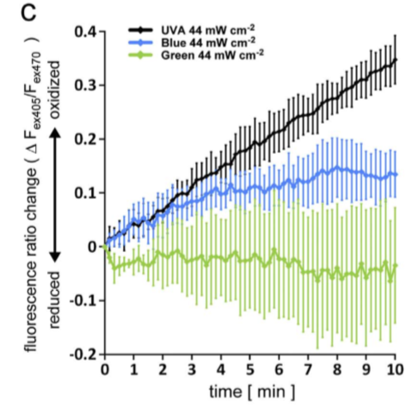 C
UVA 44 mW cm-2
Blue 44 mW cm-2
Green 44 mW cm-2
fluorescence ratio change ( Δ Fex405/Fex470 )
reduced
oxidized
0.4
0.3
0.2
0.1
0
-0.1
-0.2
0 1 2 3 4 5 6 7 8 9 10
time [ min ]